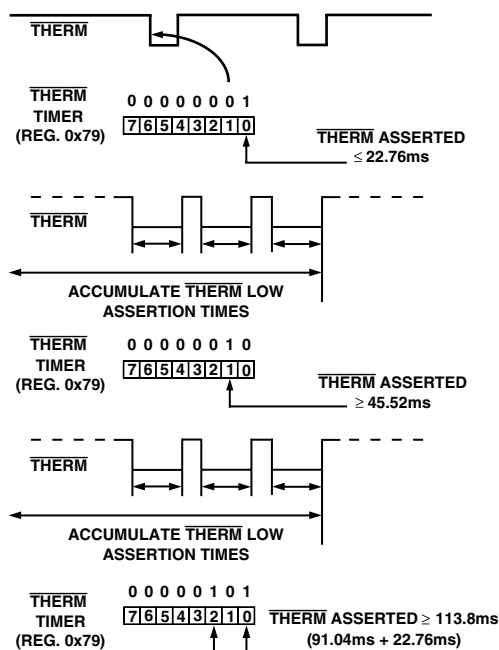 THERM
THERM
TIMER
(REG. 0x79)
0 0 0 0 0 0 0 1
7 6 5 4 3 2 1 0
THERM ASSERTED
≤ 22.76ms
THERM
ACCUMULATE THERM LOW
ASSERTION TIMES
THERM
TIMER
(REG. 0x79)
0 0 0 0 0 0 1 0
7 6 5 4 3 2 1 0
THERM ASSERTED
≥ 45.52ms
THERM
ACCUMULATE THERM LOW
ASSERTION TIMES
THERM
TIMER
(REG. 0x79)
0 0 0 0 0 1 0 1
7 6 5 4 3 2 1 0
THERM ASSERTED ≥ 113.8ms
(91.04ms + 22.76ms)